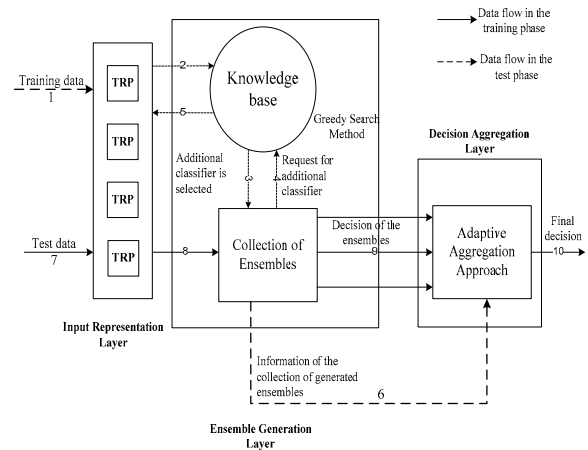 Data flow in the
training phase
Data flow in the
test phase
Training data
1
TRP
TRP
TRP
TRP
2
5
Knowledge
base
Greedy Search
Method
Additional
classifier is
selected
3
4
Request for
additional
classifier
Decision Aggregation
Layer
Test data
7
8
Collection of
Ensembles
Decision of the
ensembles
9
Adaptive
Aggregation
Approach
Final
decision
10
Input Representation
Layer
Information of the
collection of generated
ensembles
6
Ensemble Generation
Layer